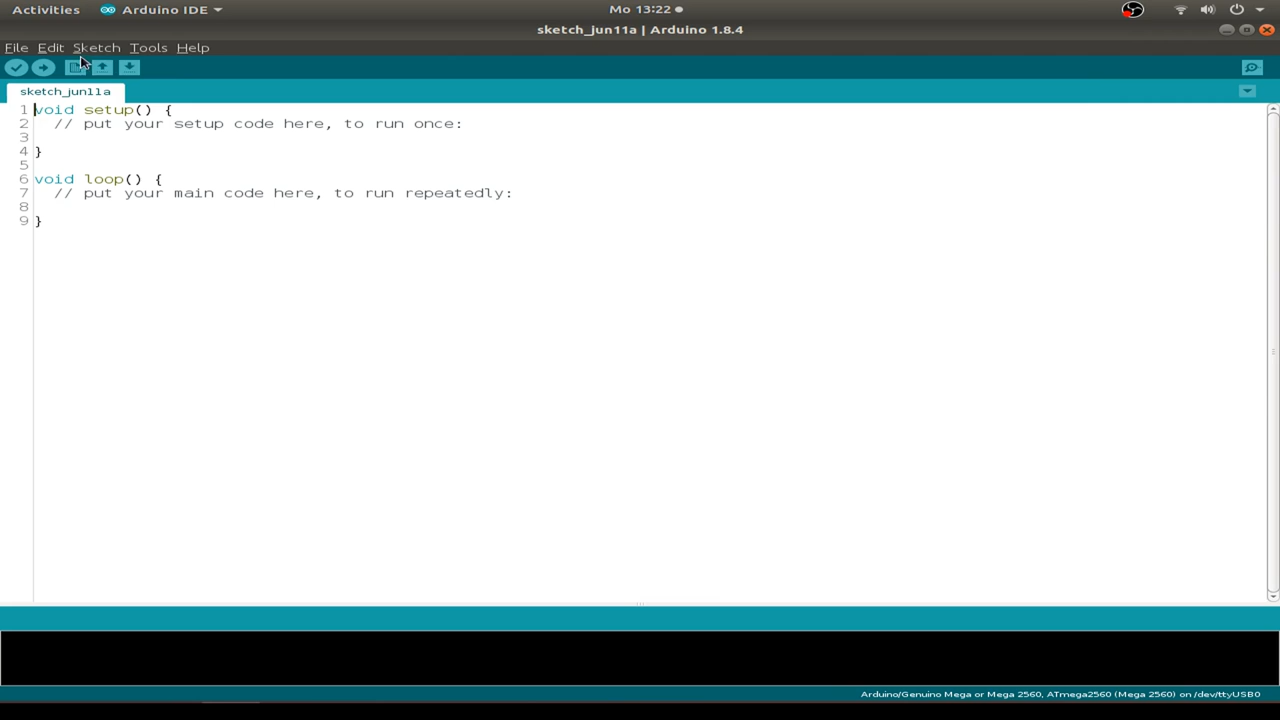 Activities Arduino IDE Mo 13:22
sketch_jun11a | Arduino 1.8.4
File Edit Sketch Tools Help
sketch_jun11a
1 void setup() {
2 // put your setup code here, to run once:
3
4 }
5
6 void loop() {
7 // put your main code here, to run repeatedly:
8
9 }
Arduino/Genuino Mega or Mega 2560, ATmega2560 (Mega 2560) on /dev/ttyUSB0